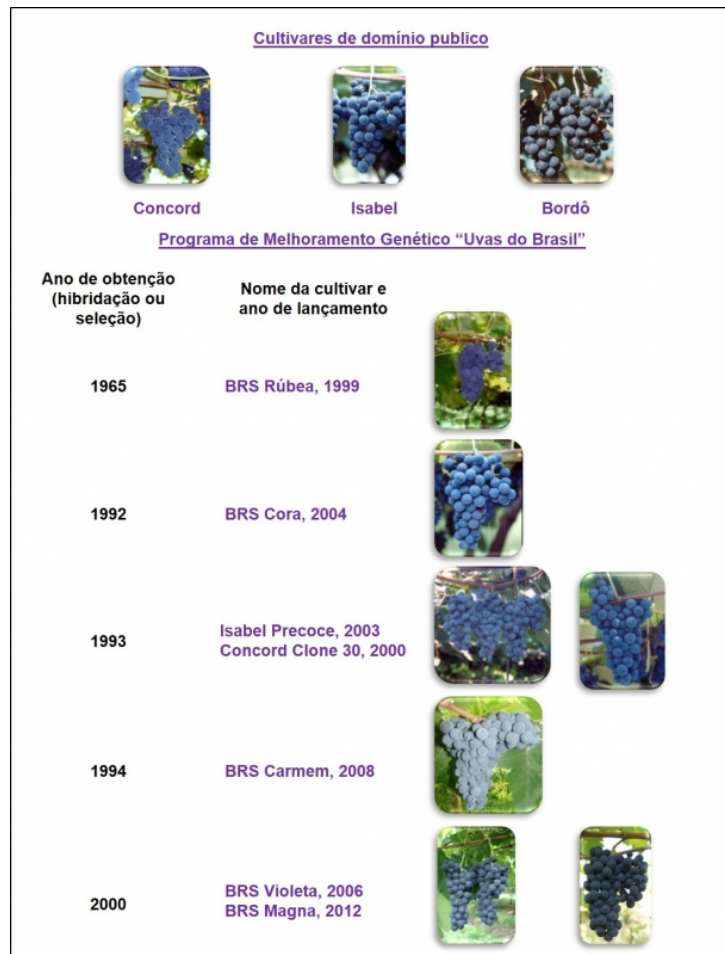 Cultivares de domínio publico
Concord
Isabel
Bordô
Programa de Melhoramento Genético “Uvas do Brasil”
Ano de obtenção
(hibridação ou
seleção)
Nome da cultivar e
ano de lançamento
1965
BRS Rúbea, 1999
1992
BRS Cora, 2004
1993
Isabel Precoce, 2003
Concord Clone 30, 2000
1994
BRS Carmem, 2008
2000
BRS Violeta, 2006
BRS Magna, 2012